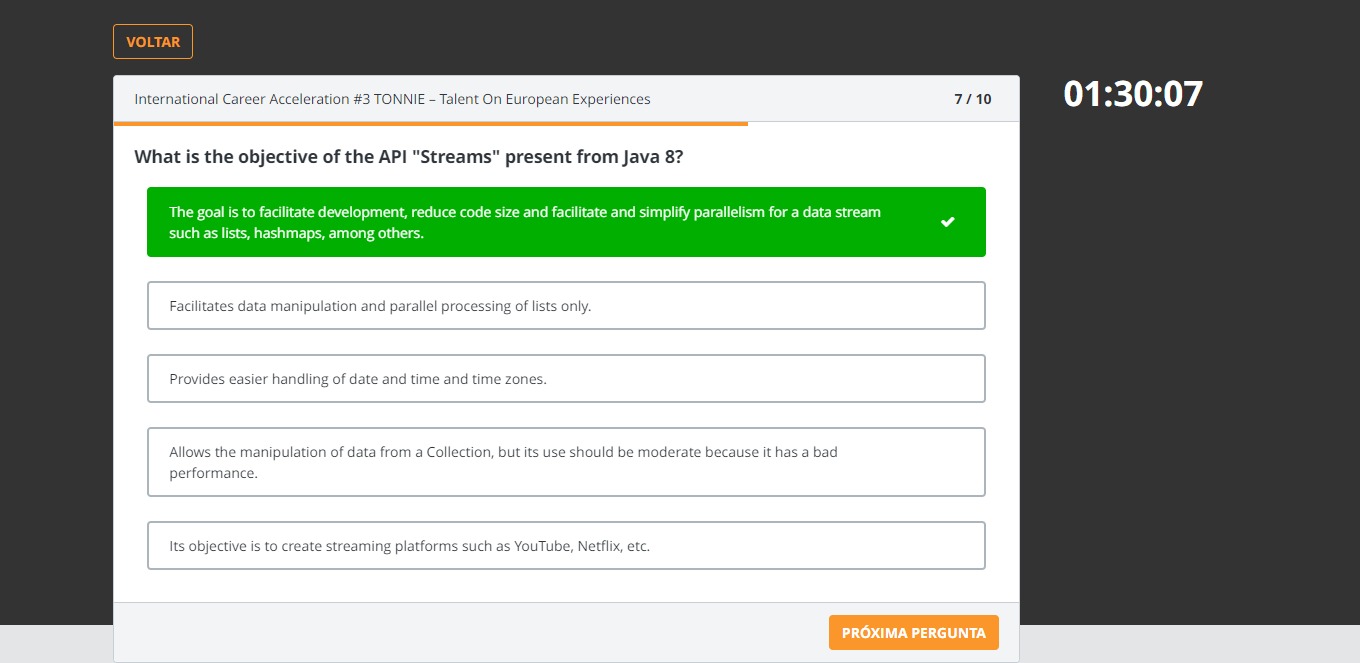 VOLTAR
01:30:07
International Career Acceleration #3 TONNIE – Talent On European Experiences
7 / 10
What is the objective of the API "Streams" present from Java 8?
The goal is to facilitate development, reduce code size and facilitate and simplify parallelism for a data stream
such as lists, hashmaps, among others.
Facilitates data manipulation and parallel processing of lists only.
Provides easier handling of date and time and time zones.
Allows the manipulation of data from a Collection, but its use should be moderate because it has a bad
performance.
Its objective is to create streaming platforms such as YouTube, Netflix, etc.
PRÓXIMA PERGUNTA